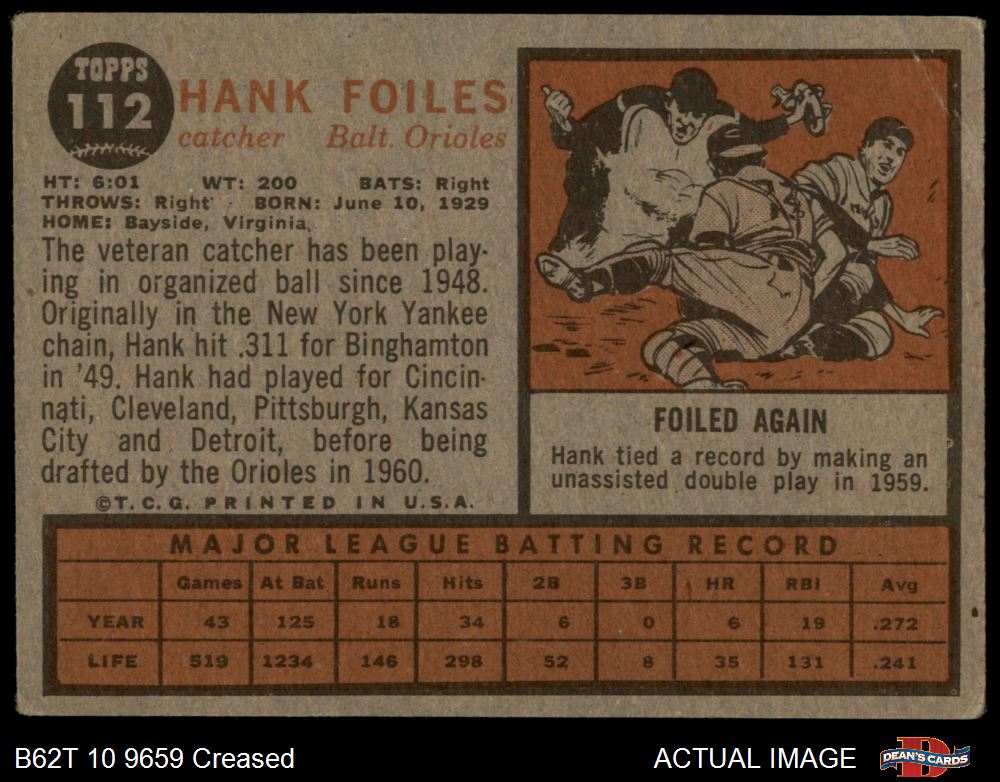 TOPPS
112
HANK FOILES
catcher Balt. Orioles
HT: 6:01 WT: 200 BATS: Right
THROWS: Right BORN: June 10, 1929
HOME: Bayside, Virginia
The veteran catcher has been play-
ing in organized ball since 1948.
Originally in the New York Yankee
chain, Hank hit .311 for Binghamton
in '49. Hank had played for Cincin-
nati, Cleveland, Pittsburgh, Kansas
City and Detroit, before being
drafted by the Orioles in 1960.
©T.C.G. PRINTED IN U.S.A.
FOILED AGAIN
Hank tied a record by making an
unassisted double play in 1959.
MAJOR LEAGUE BATTING RECORD
Games At Bat Runs Hits 2B 3B HR RBI Avg
YEAR 43 125 18 34 6 0 6 19 .272
LIFE 519 1234 146 298 52 8 35 131 .241
B62T 10 9659 Creased ACTUAL IMAGE
DEAN'S CARDS